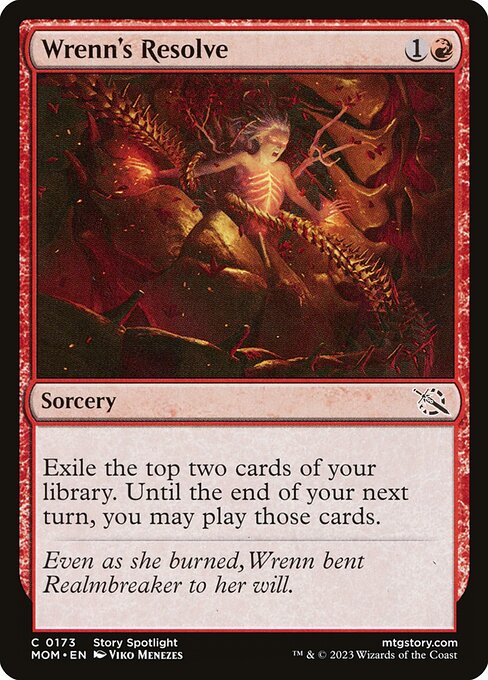 Wrenn's Resolve 1
Sorcery
Exile the top two cards of your
library. Until the end of your next
turn, you may play those cards.
Even as she burned, Wrenn bent
Realmbreaker to her will.
C 0173 Story Spotlight mtgstory.com
MOM • EN Viko Menezes ™ & © 2023 Wizards of the Coast